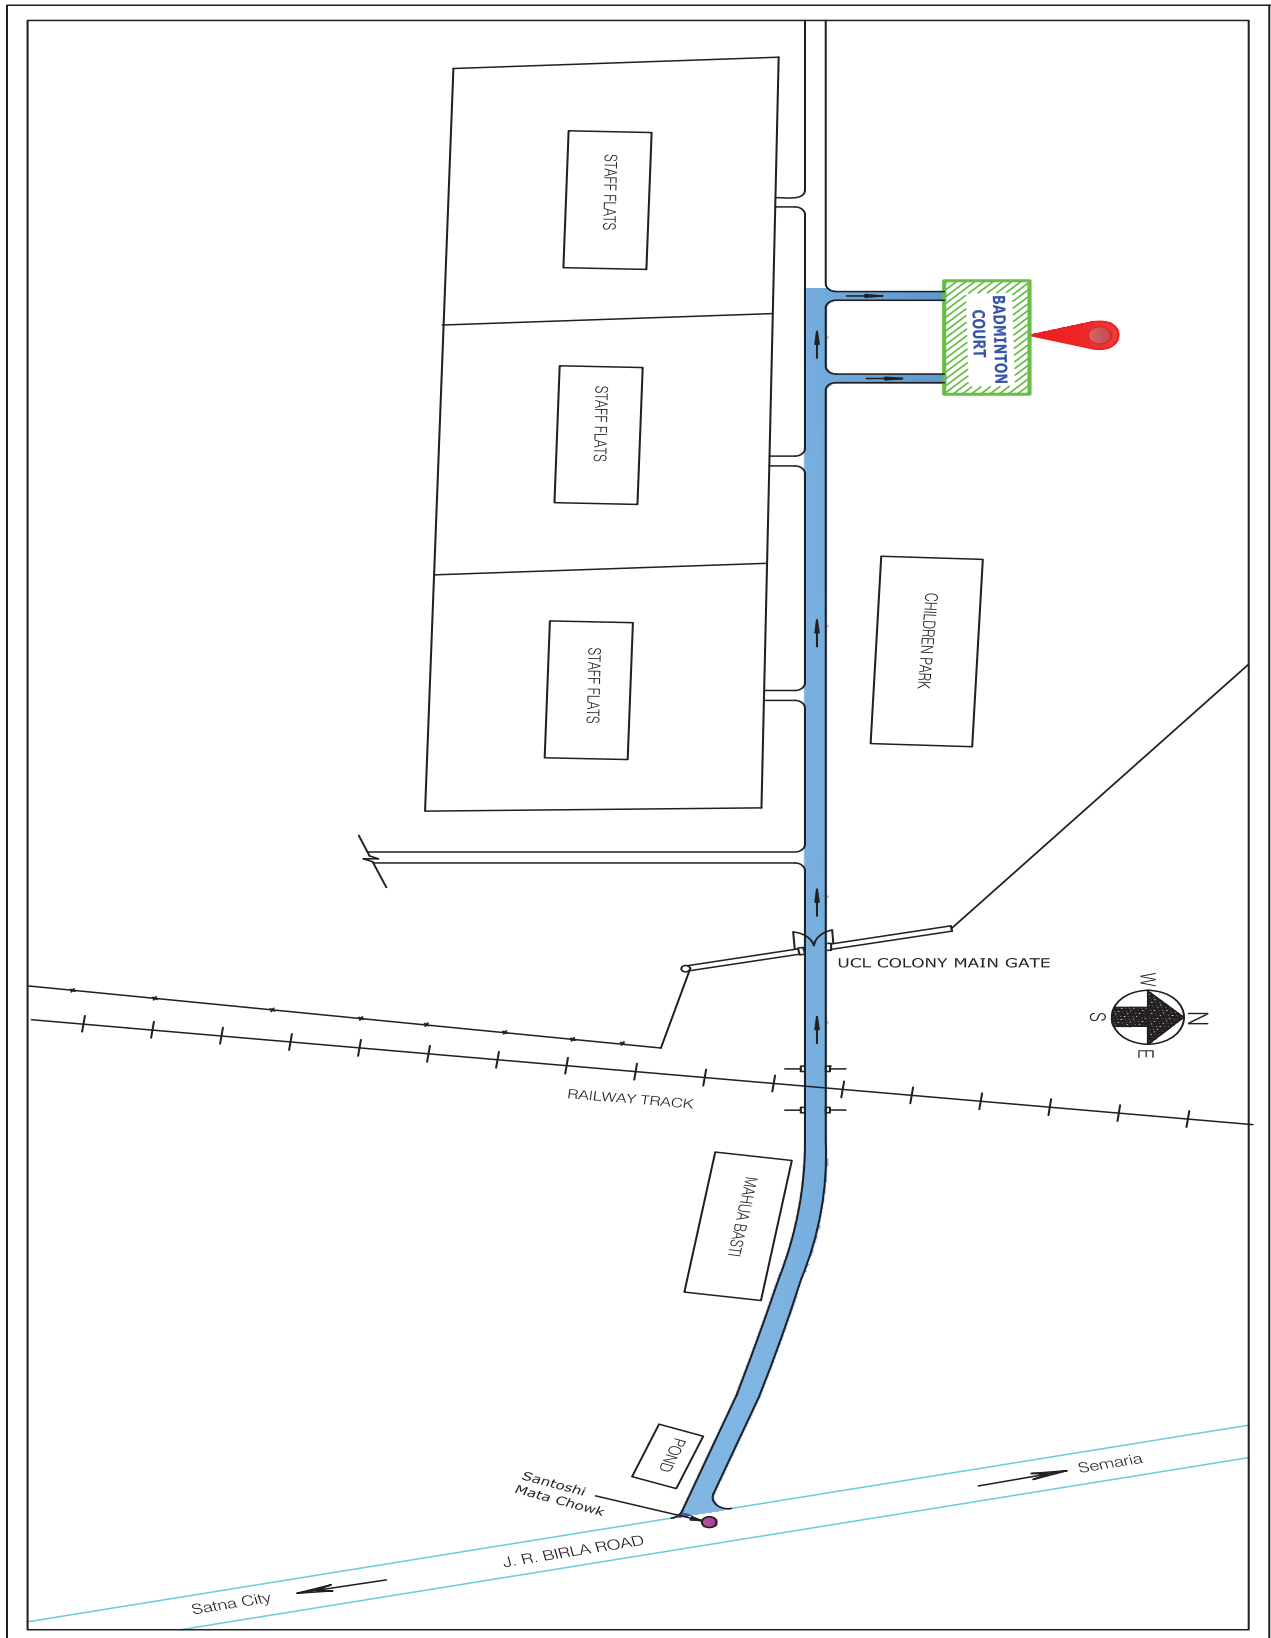 STAFF FLATS
BADMINTON
COURT
STAFF FLATS
CHILDREN PARK
STAFF FLATS
UCL COLONY MAIN GATE
W
N
S
E
RAILWAY TRACK
MAHUA BASTI
POND
Santoshi
Mata Chowk
Semaria
J. R. BIRLA ROAD
Satna City